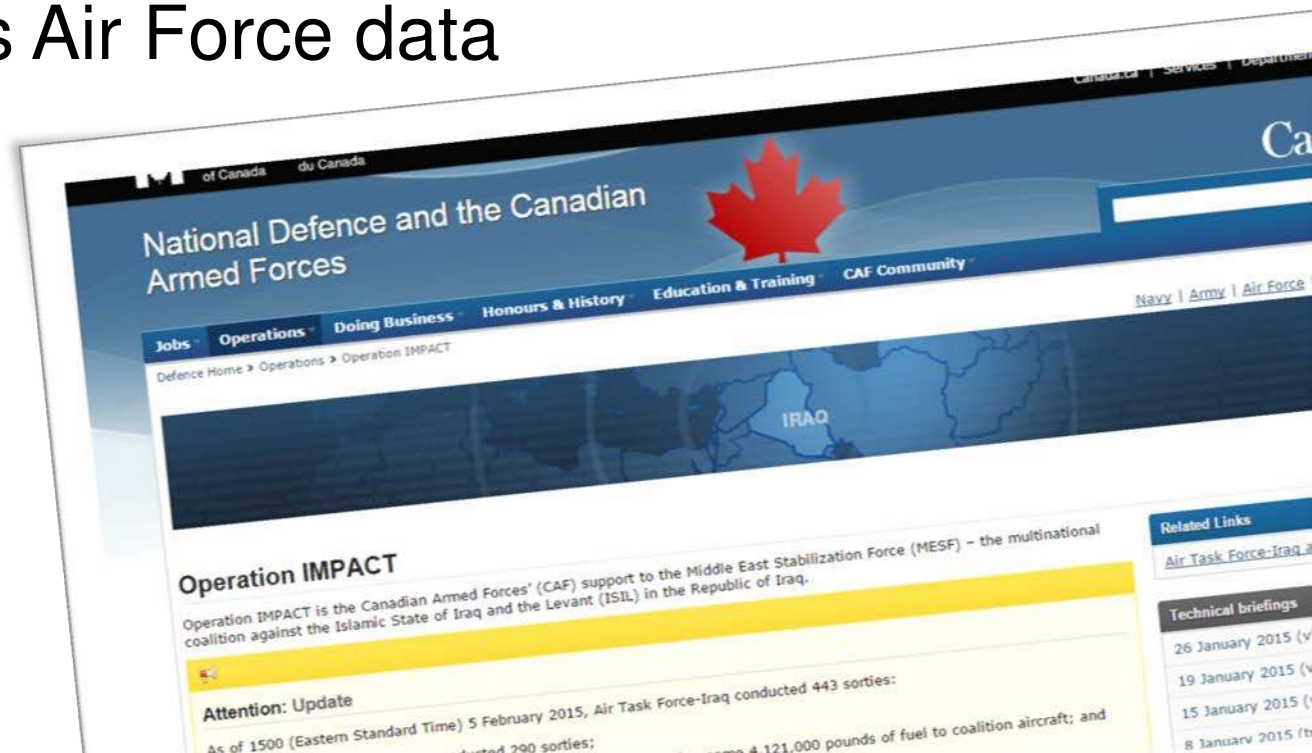 s Air Force data
Canada.ca | Services |
of Canada du Canada
Ca
National Defence and the Canadian
Armed Forces
Jobs Operations Doing Business Honours & History Education & Training CAF Community
Navy | Army | Air Force
Defence Home > Operations > Operation IMPACT
IRAQ
Operation IMPACT
Operation IMPACT is the Canadian Armed Forces' (CAF) support to the Middle East Stabilization Force (MESF) – the multinational
coalition against the Islamic State of Iraq and the Levant (ISIL) in the Republic of Iraq.
Attention: Update
As of 1500 (Eastern Standard Time) 5 February 2015, Air Task Force-Iraq conducted 443 sorties:
290 sorties;
4,121,000 pounds of fuel to coalition aircraft; and
Related Links
Air Task Force-Iraq a
Technical briefings
26 January 2015 (v
19 January 2015 (v
15 January 2015 (
8 January 2015 (t